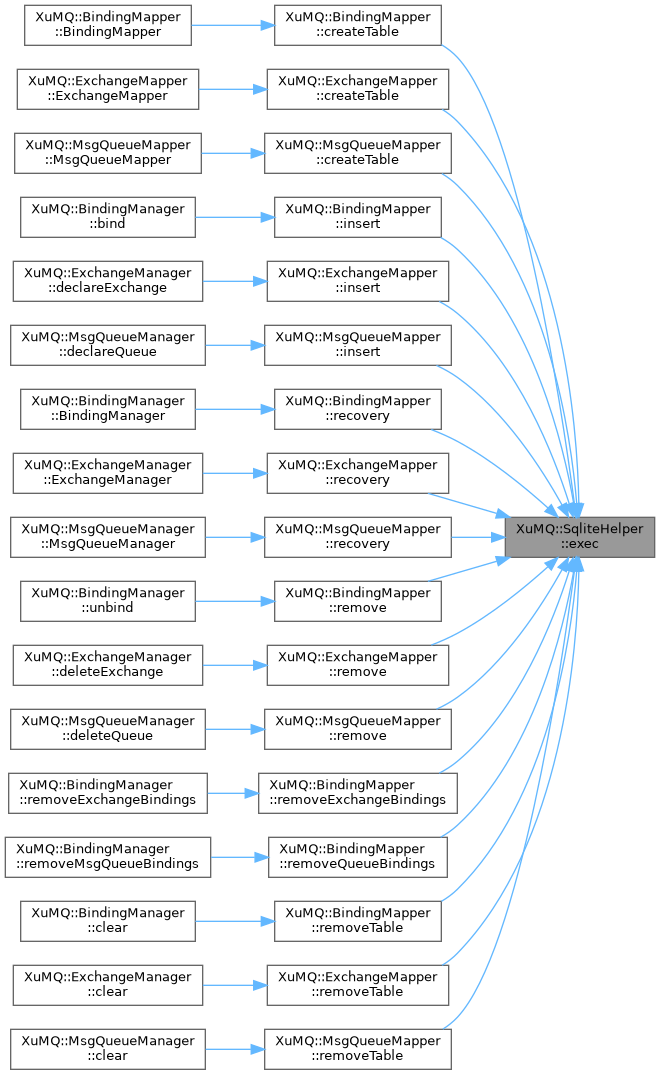 XuMQ::BindingMapper
::BindingMapper
XuMQ::BindingMapper
::createTable
XuMQ::ExchangeMapper
::ExchangeMapper
XuMQ::ExchangeMapper
::createTable
XuMQ::MsgQueueMapper
::MsgQueueMapper
XuMQ::MsgQueueMapper
::createTable
XuMQ::BindingManager
::bind
XuMQ::BindingMapper
::insert
XuMQ::ExchangeManager
::declareExchange
XuMQ::ExchangeMapper
::insert
XuMQ::MsgQueueManager
::declareQueue
XuMQ::MsgQueueMapper
::insert
XuMQ::BindingManager
::BindingManager
XuMQ::BindingMapper
::recovery
XuMQ::ExchangeManager
::ExchangeManager
XuMQ::ExchangeMapper
::recovery
XuMQ::MsgQueueManager
::MsgQueueManager
XuMQ::MsgQueueMapper
::recovery
XuMQ::SqliteHelper
::exec
XuMQ::BindingManager
::unbind
XuMQ::BindingMapper
::remove
XuMQ::ExchangeManager
::deleteExchange
XuMQ::ExchangeMapper
::remove
XuMQ::MsgQueueManager
::deleteQueue
XuMQ::MsgQueueMapper
::remove
XuMQ::BindingManager
::removeExchangeBindings
XuMQ::BindingMapper
::removeExchangeBindings
XuMQ::BindingManager
::removeMsgQueueBindings
XuMQ::BindingMapper
::removeQueueBindings
XuMQ::BindingManager
::clear
XuMQ::BindingMapper
::removeTable
XuMQ::ExchangeManager
::clear
XuMQ::ExchangeMapper
::removeTable
XuMQ::MsgQueueManager
::clear
XuMQ::MsgQueueMapper
::removeTable